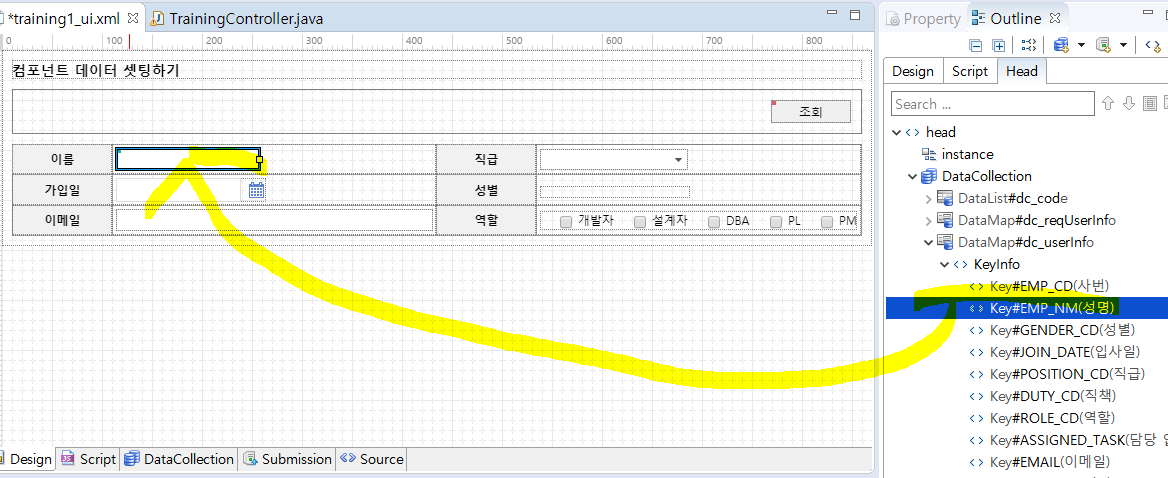 *training1_ui.xml
TrainingController.java
0 100 200 300 400 500 600 700 800
컴포넌트 데이터 셋팅하기
조회
이름
직급
가입일
성별
이메일
역할
개발자 설계자 DBA PL PM
Design Script DataCollection Submission Source
Property Outline
Design Script Head
Search ...
head
instance
DataCollection
DataList#dc_code
DataMap#dc_reqUserInfo
DataMap#dc_userInfo
KeyInfo
Key#EMP_CD(사번)
Key#EMP_NM(성명)
Key#GENDER_CD(성별)
Key#JOIN_DATE(입사일)
Key#POSITION_CD(직급)
Key#DUTY_CD(직책)
Key#ROLE_CD(역할)
Key#ASSIGNED_TASK(담당
Key#EMAIL(이메일)